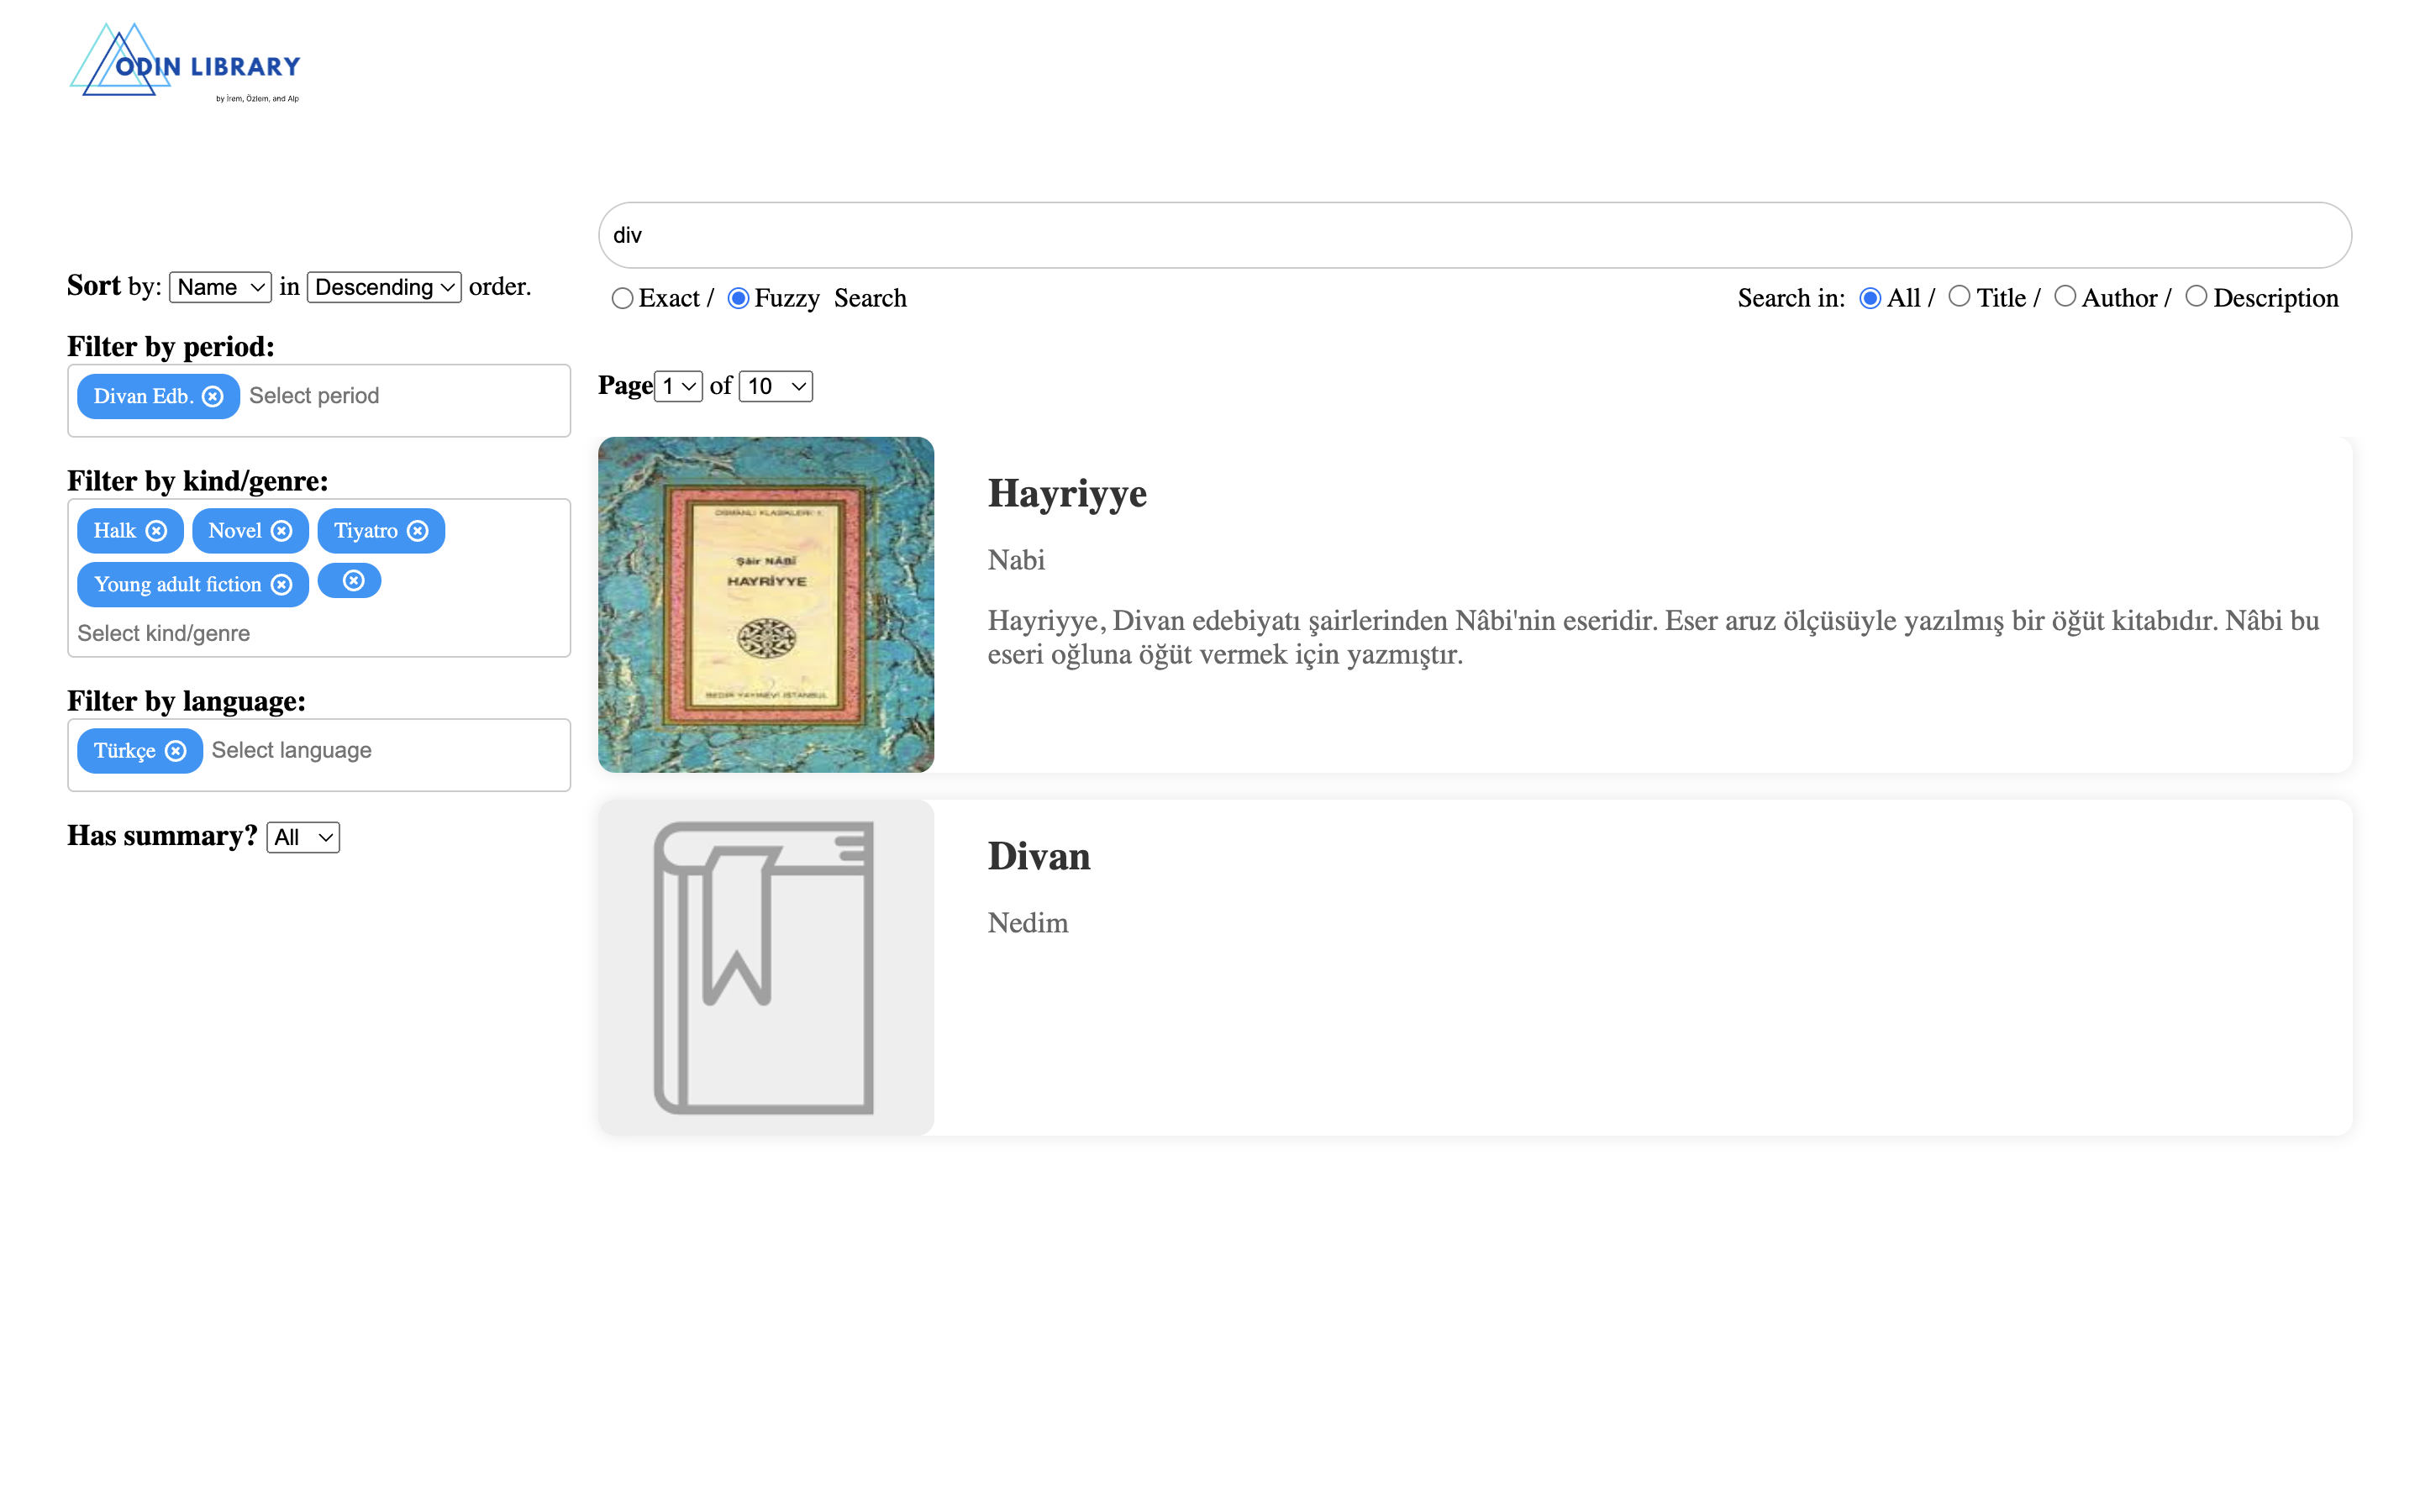 ODIN LIBRARY
by İrem, Özlem, and Alp
div
Exact / Fuzzy Search
Search in: All / Title / Author / Description
Sort by: Name in Descending order.
Filter by period:
Divan Edb. Select period
Filter by kind/genre:
Halk Novel Tiyatro
Young adult fiction
Select kind/genre
Filter by language:
Türkçe Select language
Has summary? All
Page 1 of 10
OSMANLI KLASİKLERİ 1
Şâir NÂBÎ
HAYRİYYE
BEDİR YAYINEVİ İSTANBUL
Hayriyye
Nabi
Hayriyye, Divan edebiyatı şairlerinden Nâbi'nin eseridir. Eser aruz ölçüsüyle yazılmış bir öğüt kitabıdır. Nâbi bu
eseri oğluna öğüt vermek için yazmıştır.
Divan
Nedim